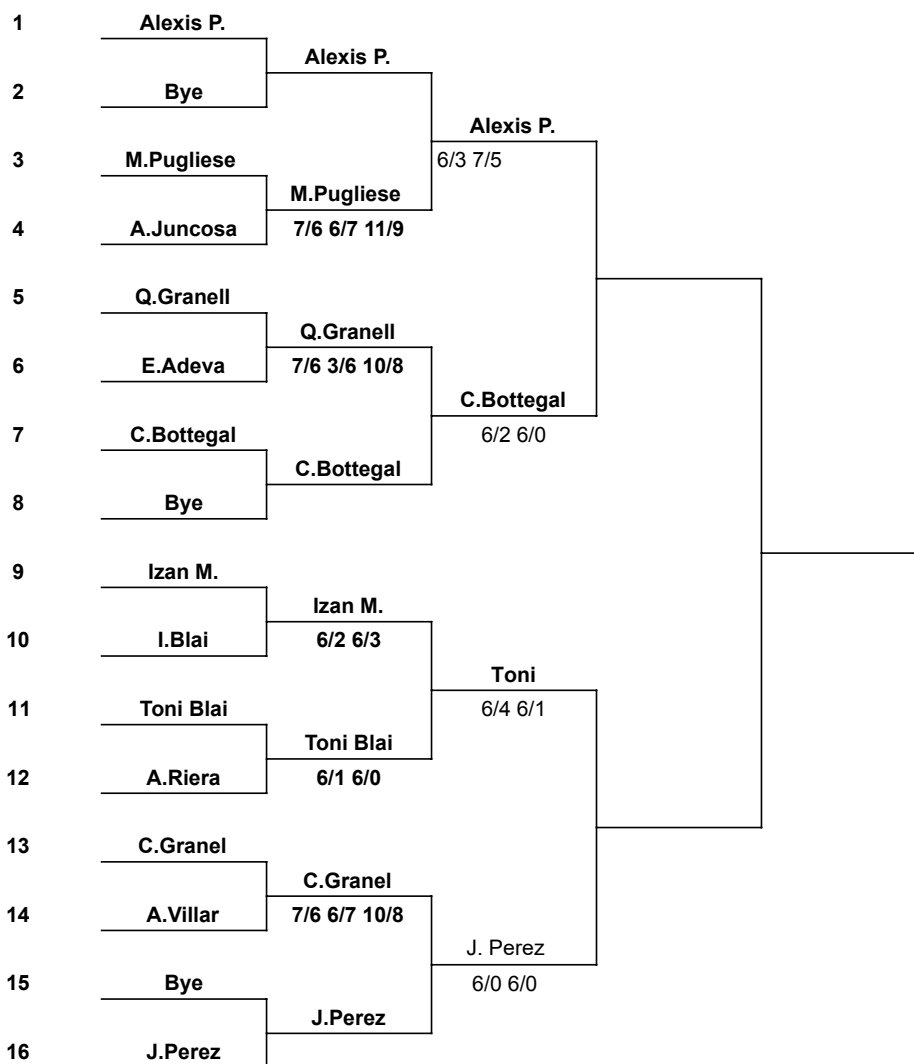 1 Alexis P.
Alexis P.
2 Bye
Alexis P.
3 M.Pugliese
6/3 7/5
M.Pugliese
4 A.Juncosa
7/6 6/7 11/9
5 Q.Granell
Q.Granell
6 E.Adeva
7/6 3/6 10/8
C.Bottegal
7 C.Bottegal
6/2 6/0
C.Bottegal
8 Bye
9 Izan M.
Izan M.
10 I.Blai
6/2 6/3
Toni
11 Toni Blai
6/4 6/1
Toni Blai
12 A.Riera
6/1 6/0
13 C.Granel
C.Granel
14 A.Villar
7/6 6/7 10/8
J. Perez
15 Bye
6/0 6/0
J.Perez
16 J.Perez